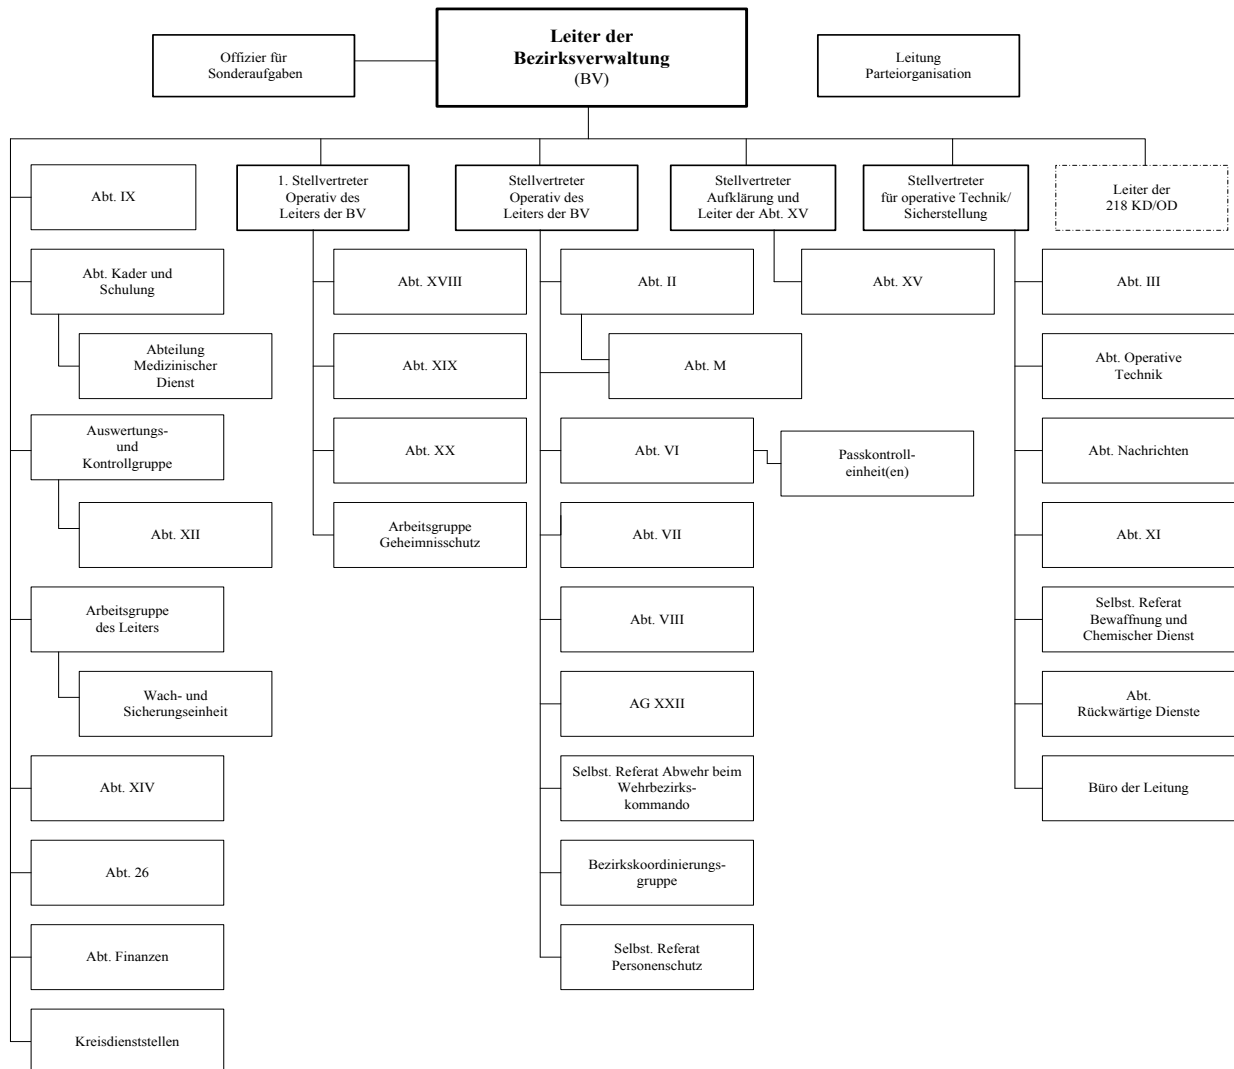 Offizier für
Sonderaufgaben
Leiter der
Bezirksverwaltung
(BV)
Leitung
Parteiorganisation
Abt. IX
Abt. Kader und
Schulung
Abteilung
Medizinischer
Dienst
Auswertungs-
und
Kontrollgruppe
Abt. XII
Arbeitsgruppe
des Leiters
Wach- und
Sicherungseinheit
Abt. XIV
Abt. 26
Abt. Finanzen
Kreisdienststellen
1. Stellvertreter
Operativ des
Leiters der BV
Abt. XVIII
Abt. XIX
Abt. XX
Arbeitsgruppe
Geheimnisschutz
Stellvertreter
Operativ des
Leiters der BV
Abt. II
Abt. M
Abt. VI
Passkontroll-
einheit(en)
Abt. VII
Abt. VIII
AG XXII
Selbst. Referat Abwehr beim
Wehrbezirks-
kommando
Bezirkskoordinierungs-
gruppe
Selbst. Referat
Personenschutz
Stellvertreter
Aufklärung und
Leiter der Abt. XV
Abt. XV
Stellvertreter
für operative Technik/
Sicherstellung
Abt. III
Abt. Operative
Technik
Abt. Nachrichten
Abt. XI
Selbst. Referat
Bewaffnung und
Chemischer Dienst
Abt.
Rückwärtige Dienste
Büro der Leitung
Leiter der
218 KD/OD